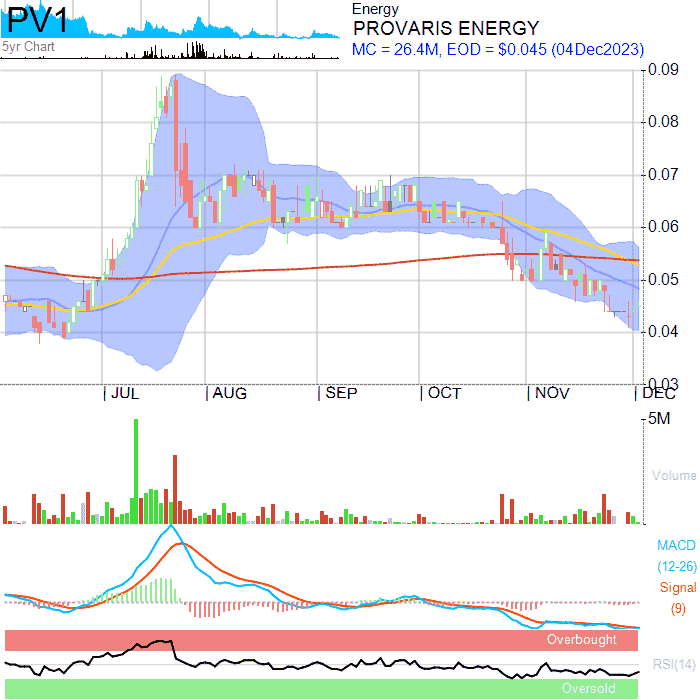 PV1
5yr Chart
Energy
PROVARIS ENERGY
MC = 26.4M, EOD = $0.045 (04Dec2023)
0.09
0.08
0.07
0.06
0.05
0.04
0.03
JUL AUG SEP OCT NOV DEC
5M
Volume
MACD
(12-26)
Signal
(9)
Overbought
RSI(14)
Oversold